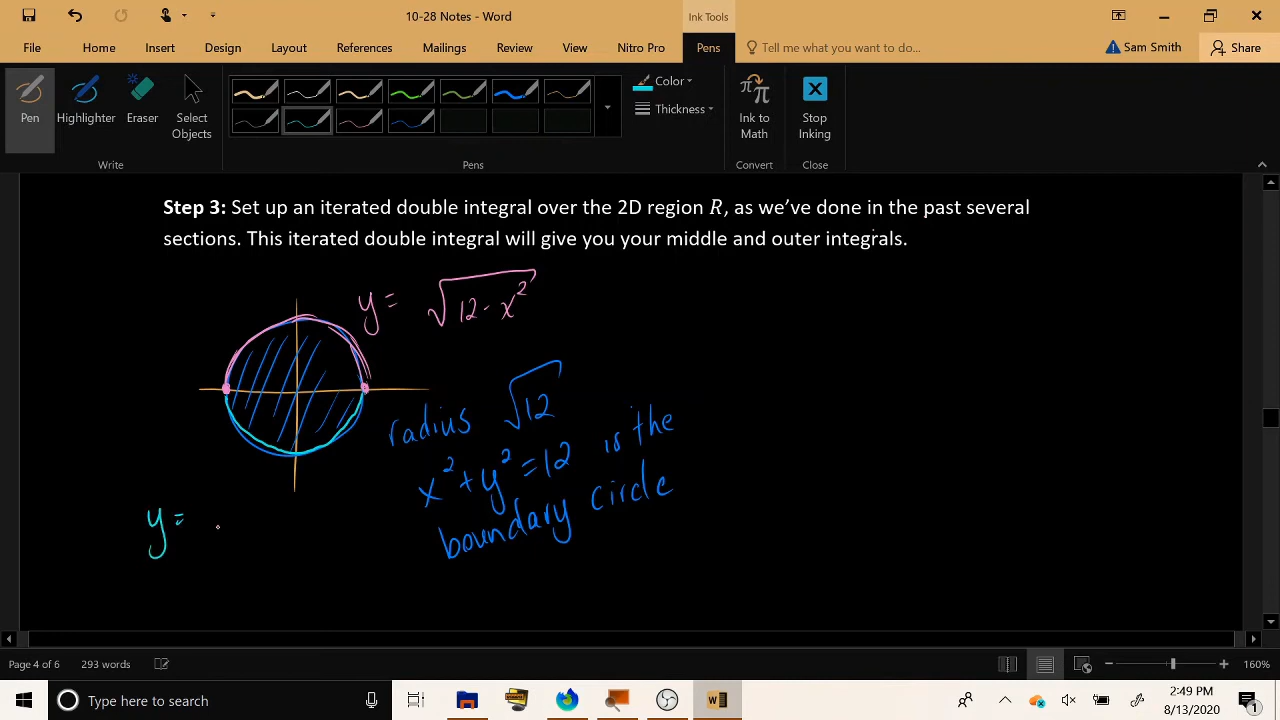 10-28 Notes - Word
Ink Tools
File Home Insert Design Layout References Mailings Review View Nitro Pro Pens Tell me what you want to do... Sam Smith Share
Color
Thickness
Pen Highlighter Eraser Select Objects
Ink to Math
Stop Inking
Write Pens Convert Close
Step 3: Set up an iterated double integral over the 2D region R, as we've done in the past several
sections. This iterated double integral will give you your middle and outer integrals.
y = √(12 - x²)
radius √12
x² + y² = 12 is the
boundary circle
y =
Page 4 of 6 293 words 160%
Type here to search
2:49 PM
8/13/2020
1